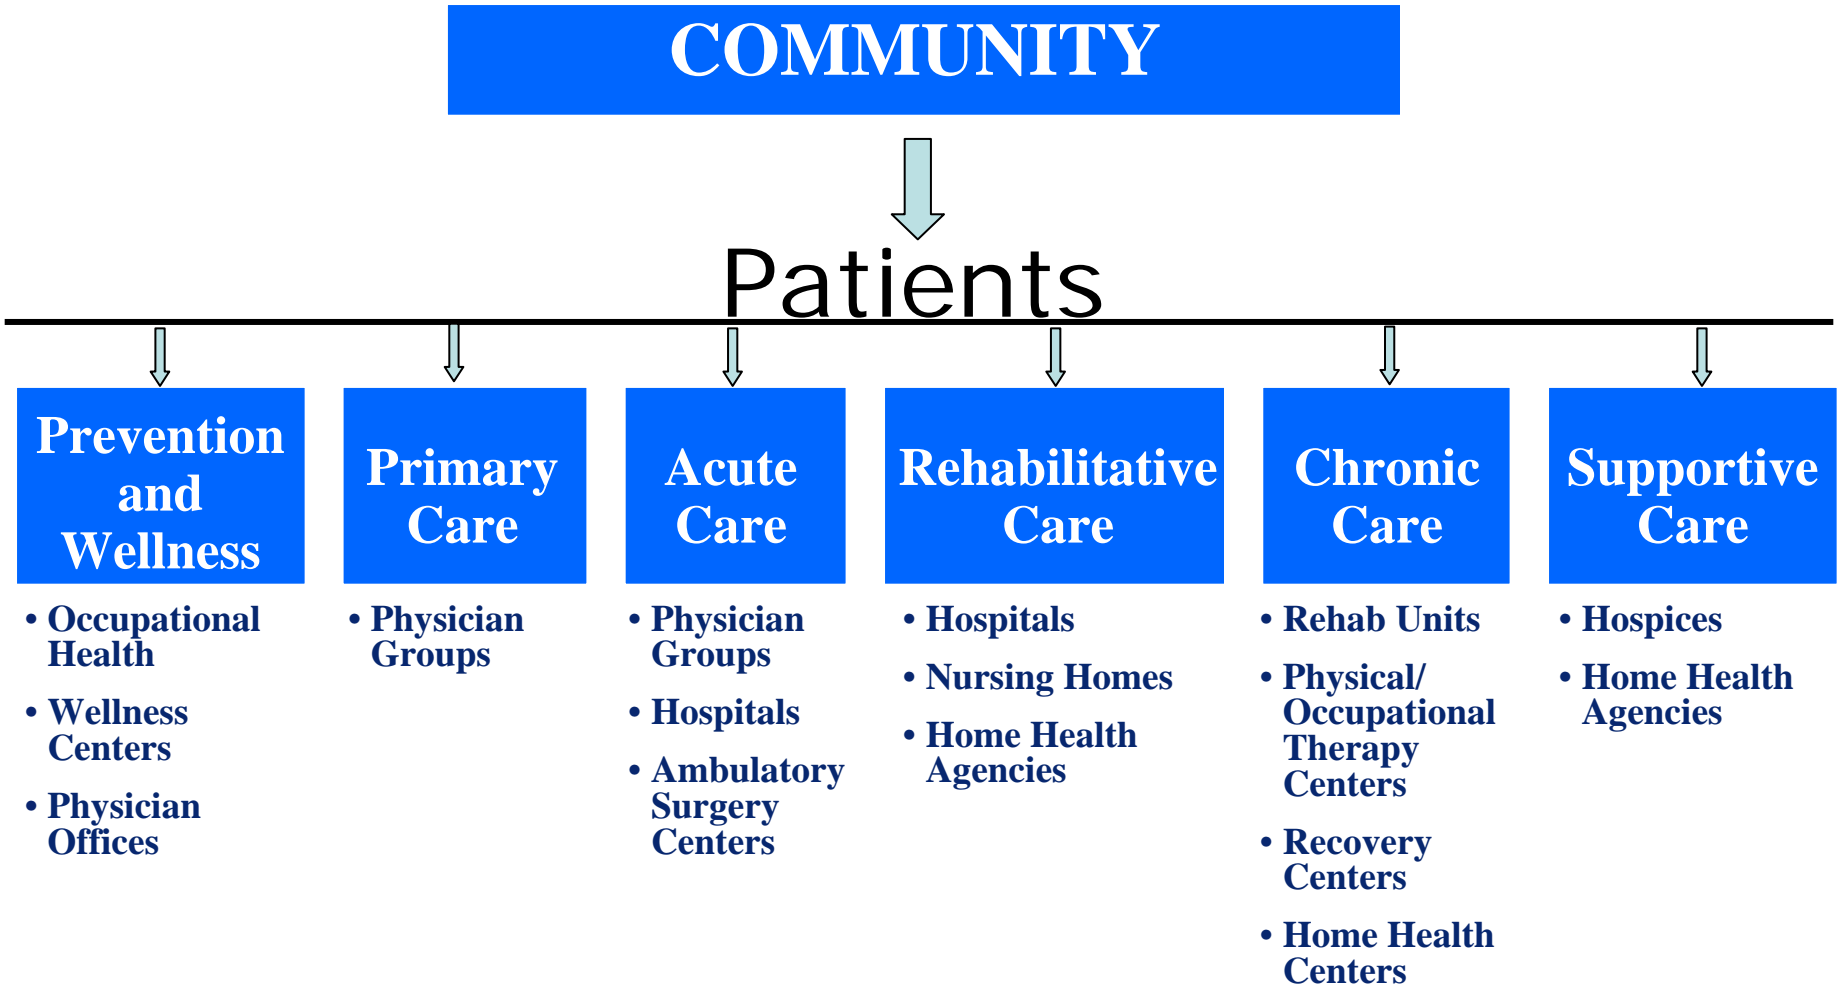 COMMUNITY
Patients
Prevention
and
Wellness
• Occupational
Health
• Wellness
Centers
• Physician
Offices
Primary
Care
• Physician
Groups
Acute
Care
• Physician
Groups
• Hospitals
• Ambulatory
Surgery
Centers
Rehabilitative
Care
• Hospitals
• Nursing Homes
• Home Health
Agencies
Chronic
Care
• Rehab Units
• Physical/
Occupational
Therapy
Centers
• Recovery
Centers
• Home Health
Centers
Supportive
Care
• Hospices
• Home Health
Agencies